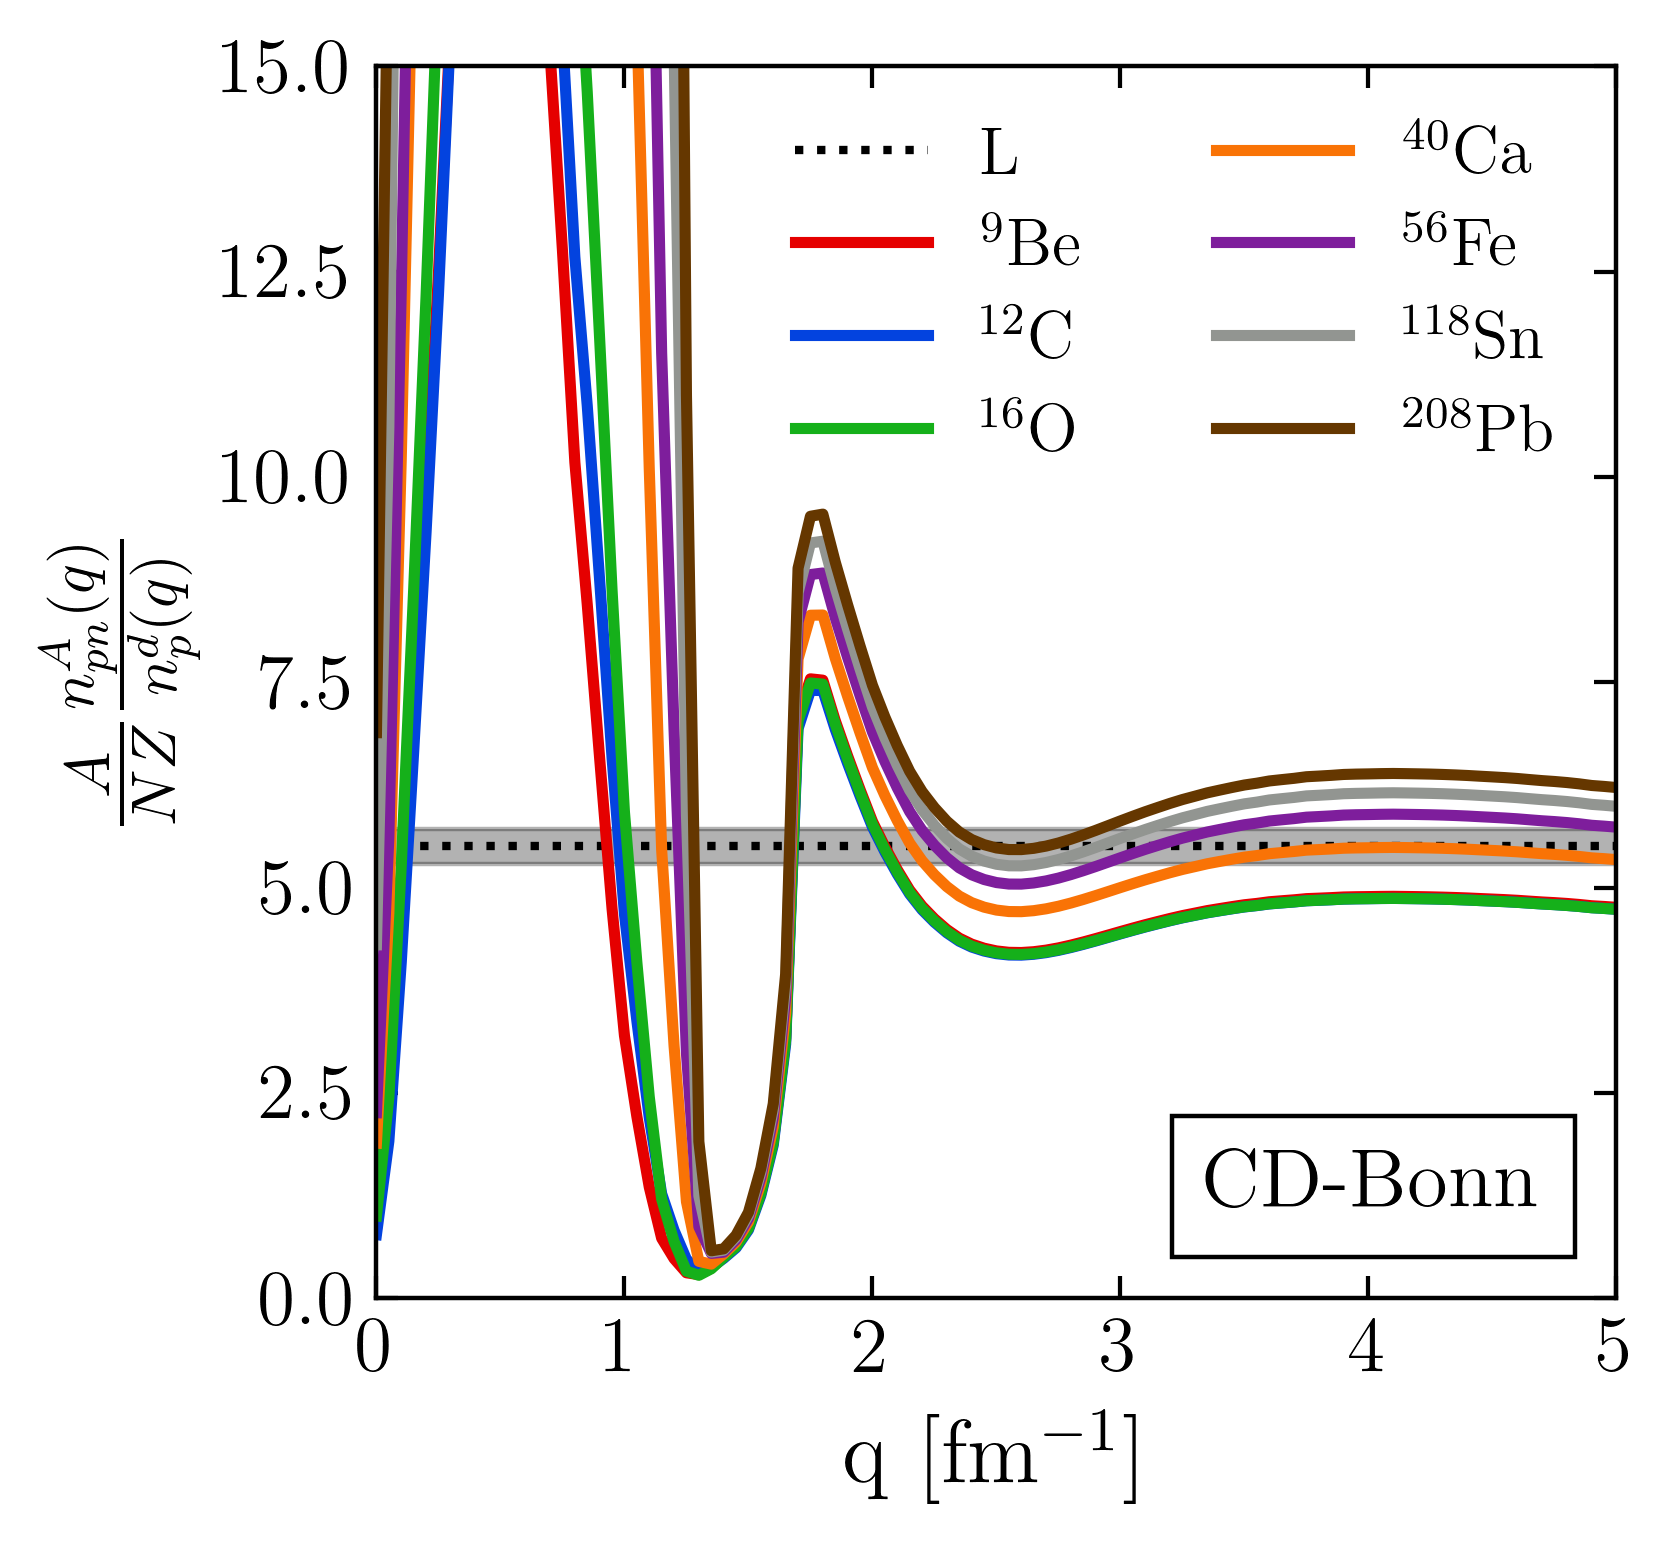 15.0
12.5
10.0
7.5
5.0
2.5
0.0
0 1 2 3 4 5
q [fm⁻¹]
A/NZ n^A_pn(q)/n^d_p(q)
L
⁹Be
¹²C
¹⁶O
⁴⁰Ca
⁵⁶Fe
¹¹⁸Sn
²⁰⁸Pb
CD-Bonn